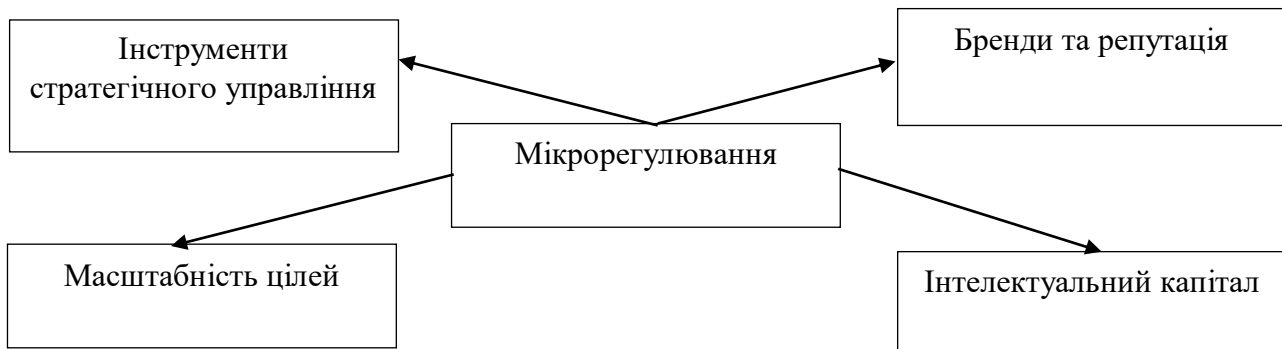 Інструменти
стратегічного управління
Бренди та репутація
Мікрорегулювання
Масштабність цілей
Інтелектуальний капітал